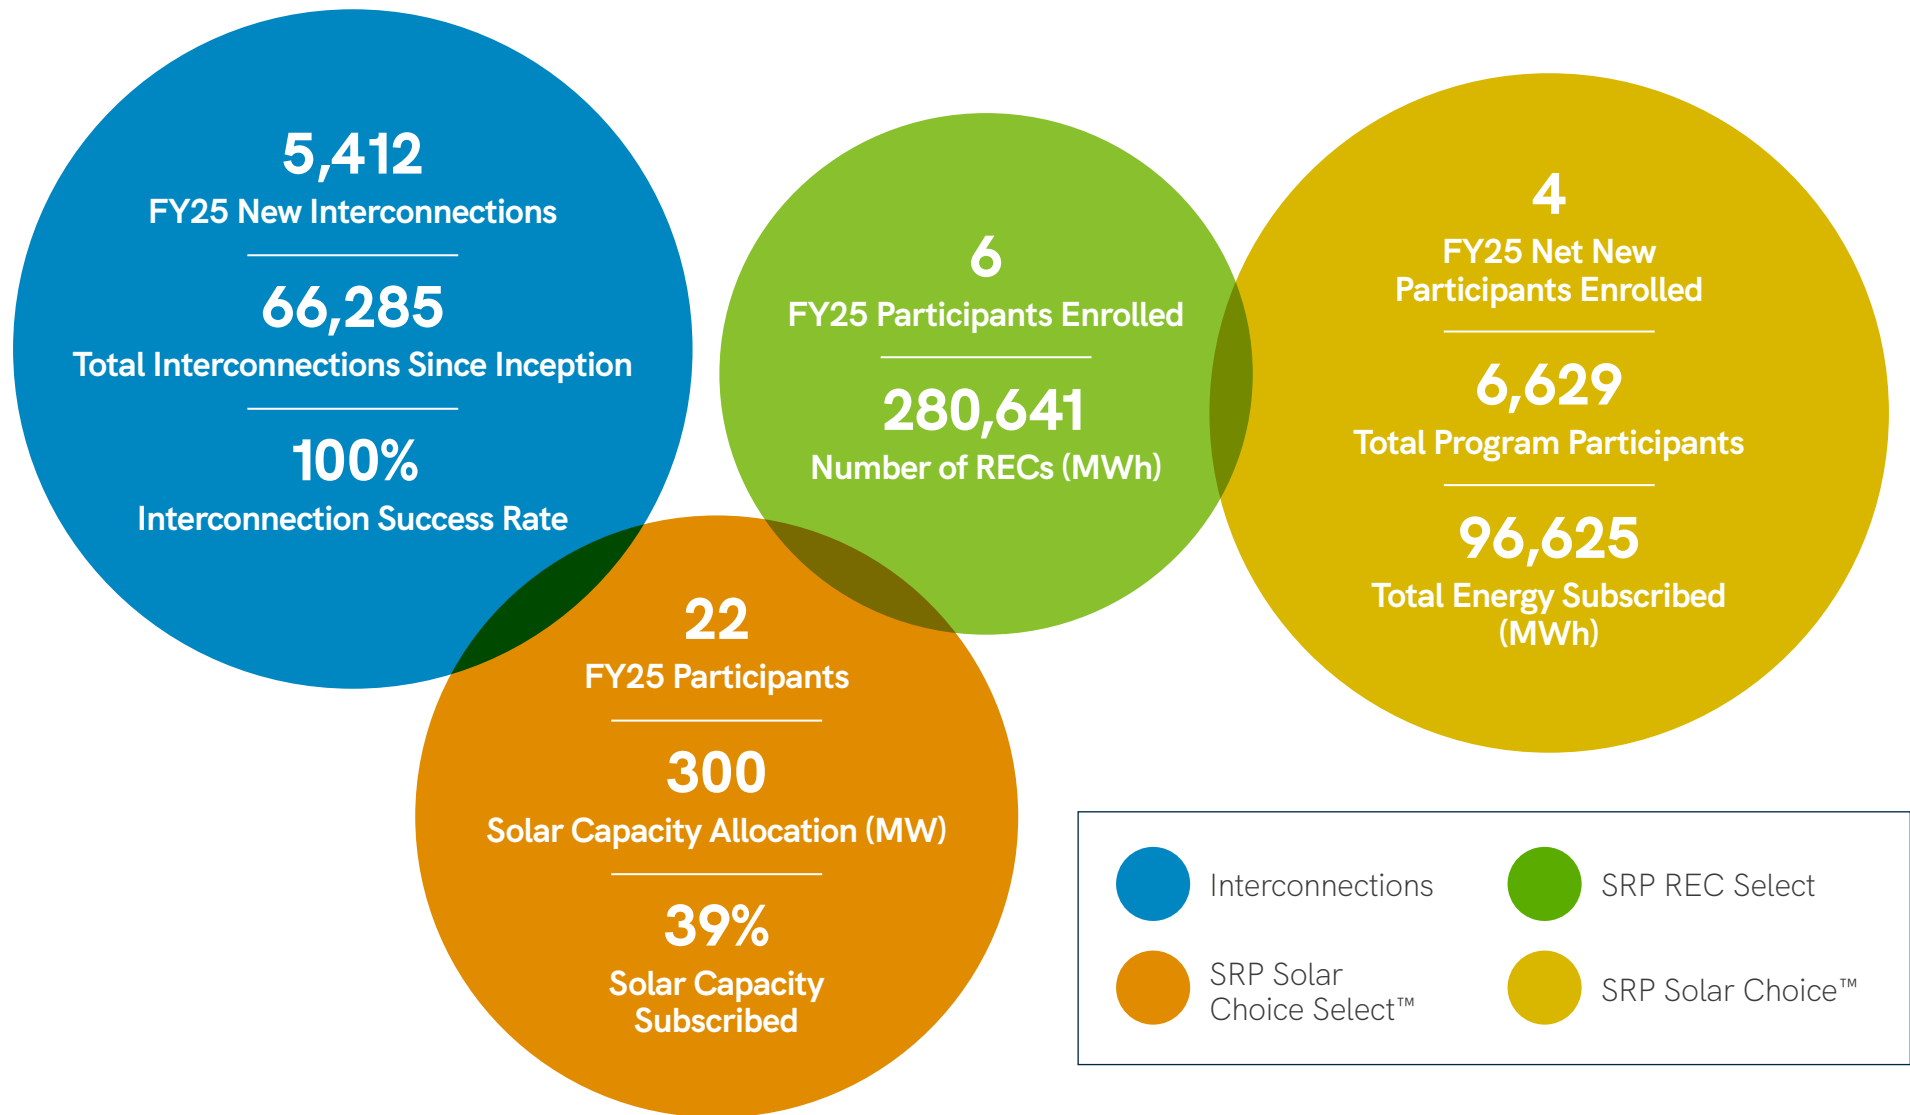 5,412
FY25 New Interconnections
66,285
Total Interconnections Since Inception
100%
Interconnection Success Rate
6
FY25 Participants Enrolled
280,641
Number of RECs (MWh)
4
FY25 Net New
Participants Enrolled
6,629
Total Program Participants
96,625
Total Energy Subscribed
(MWh)
22
FY25 Participants
300
Solar Capacity Allocation (MW)
39%
Solar Capacity
Subscribed
Interconnections
SRP REC Select
SRP Solar
Choice Select™
SRP Solar Choice™